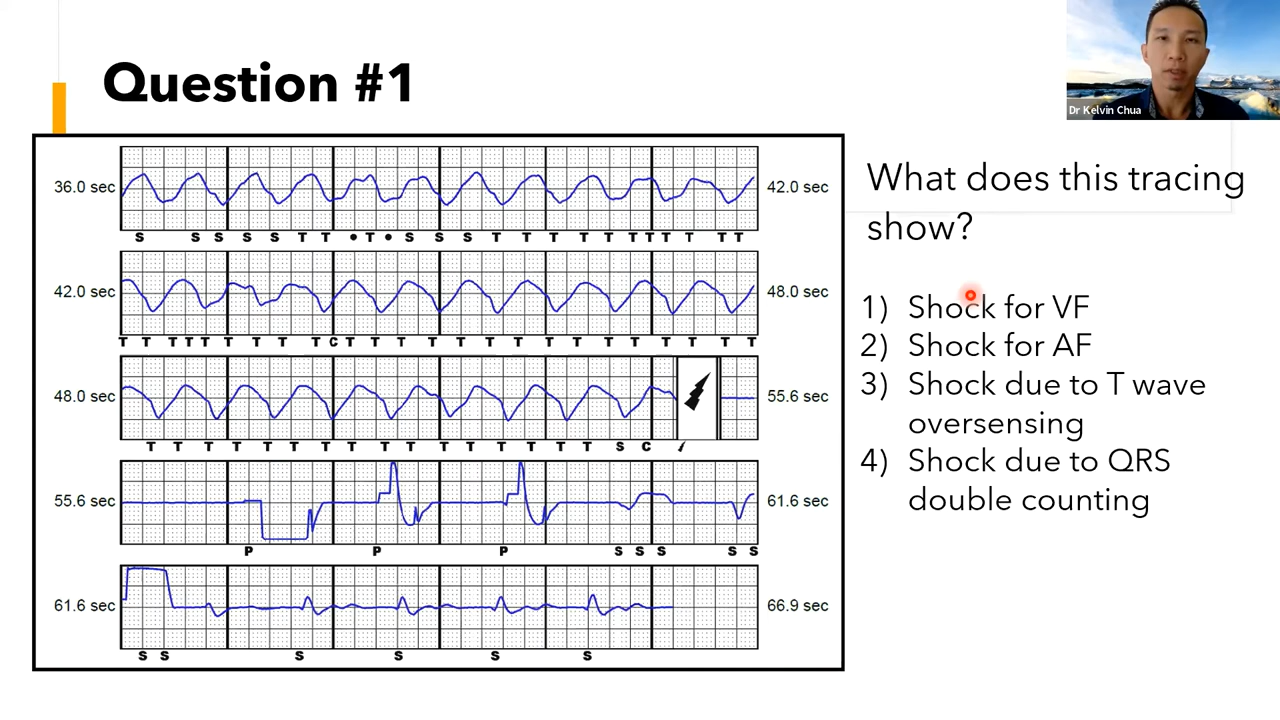 Question #1
Dr Kelvin Chua
36.0 sec
42.0 sec
S S S S S T T • T • S S S T T T T T T T T T T
42.0 sec
48.0 sec
T T T T T T T T T C T T T T T T T T T T T T T T
48.0 sec
55.6 sec
T T T T T T T T T T T T T T T T S C
55.6 sec
61.6 sec
P P P S S S S S
61.6 sec
66.9 sec
S S S S S S
What does this tracing
show?
1) Shock for VF
2) Shock for AF
3) Shock due to T wave
oversensing
4) Shock due to QRS
double counting